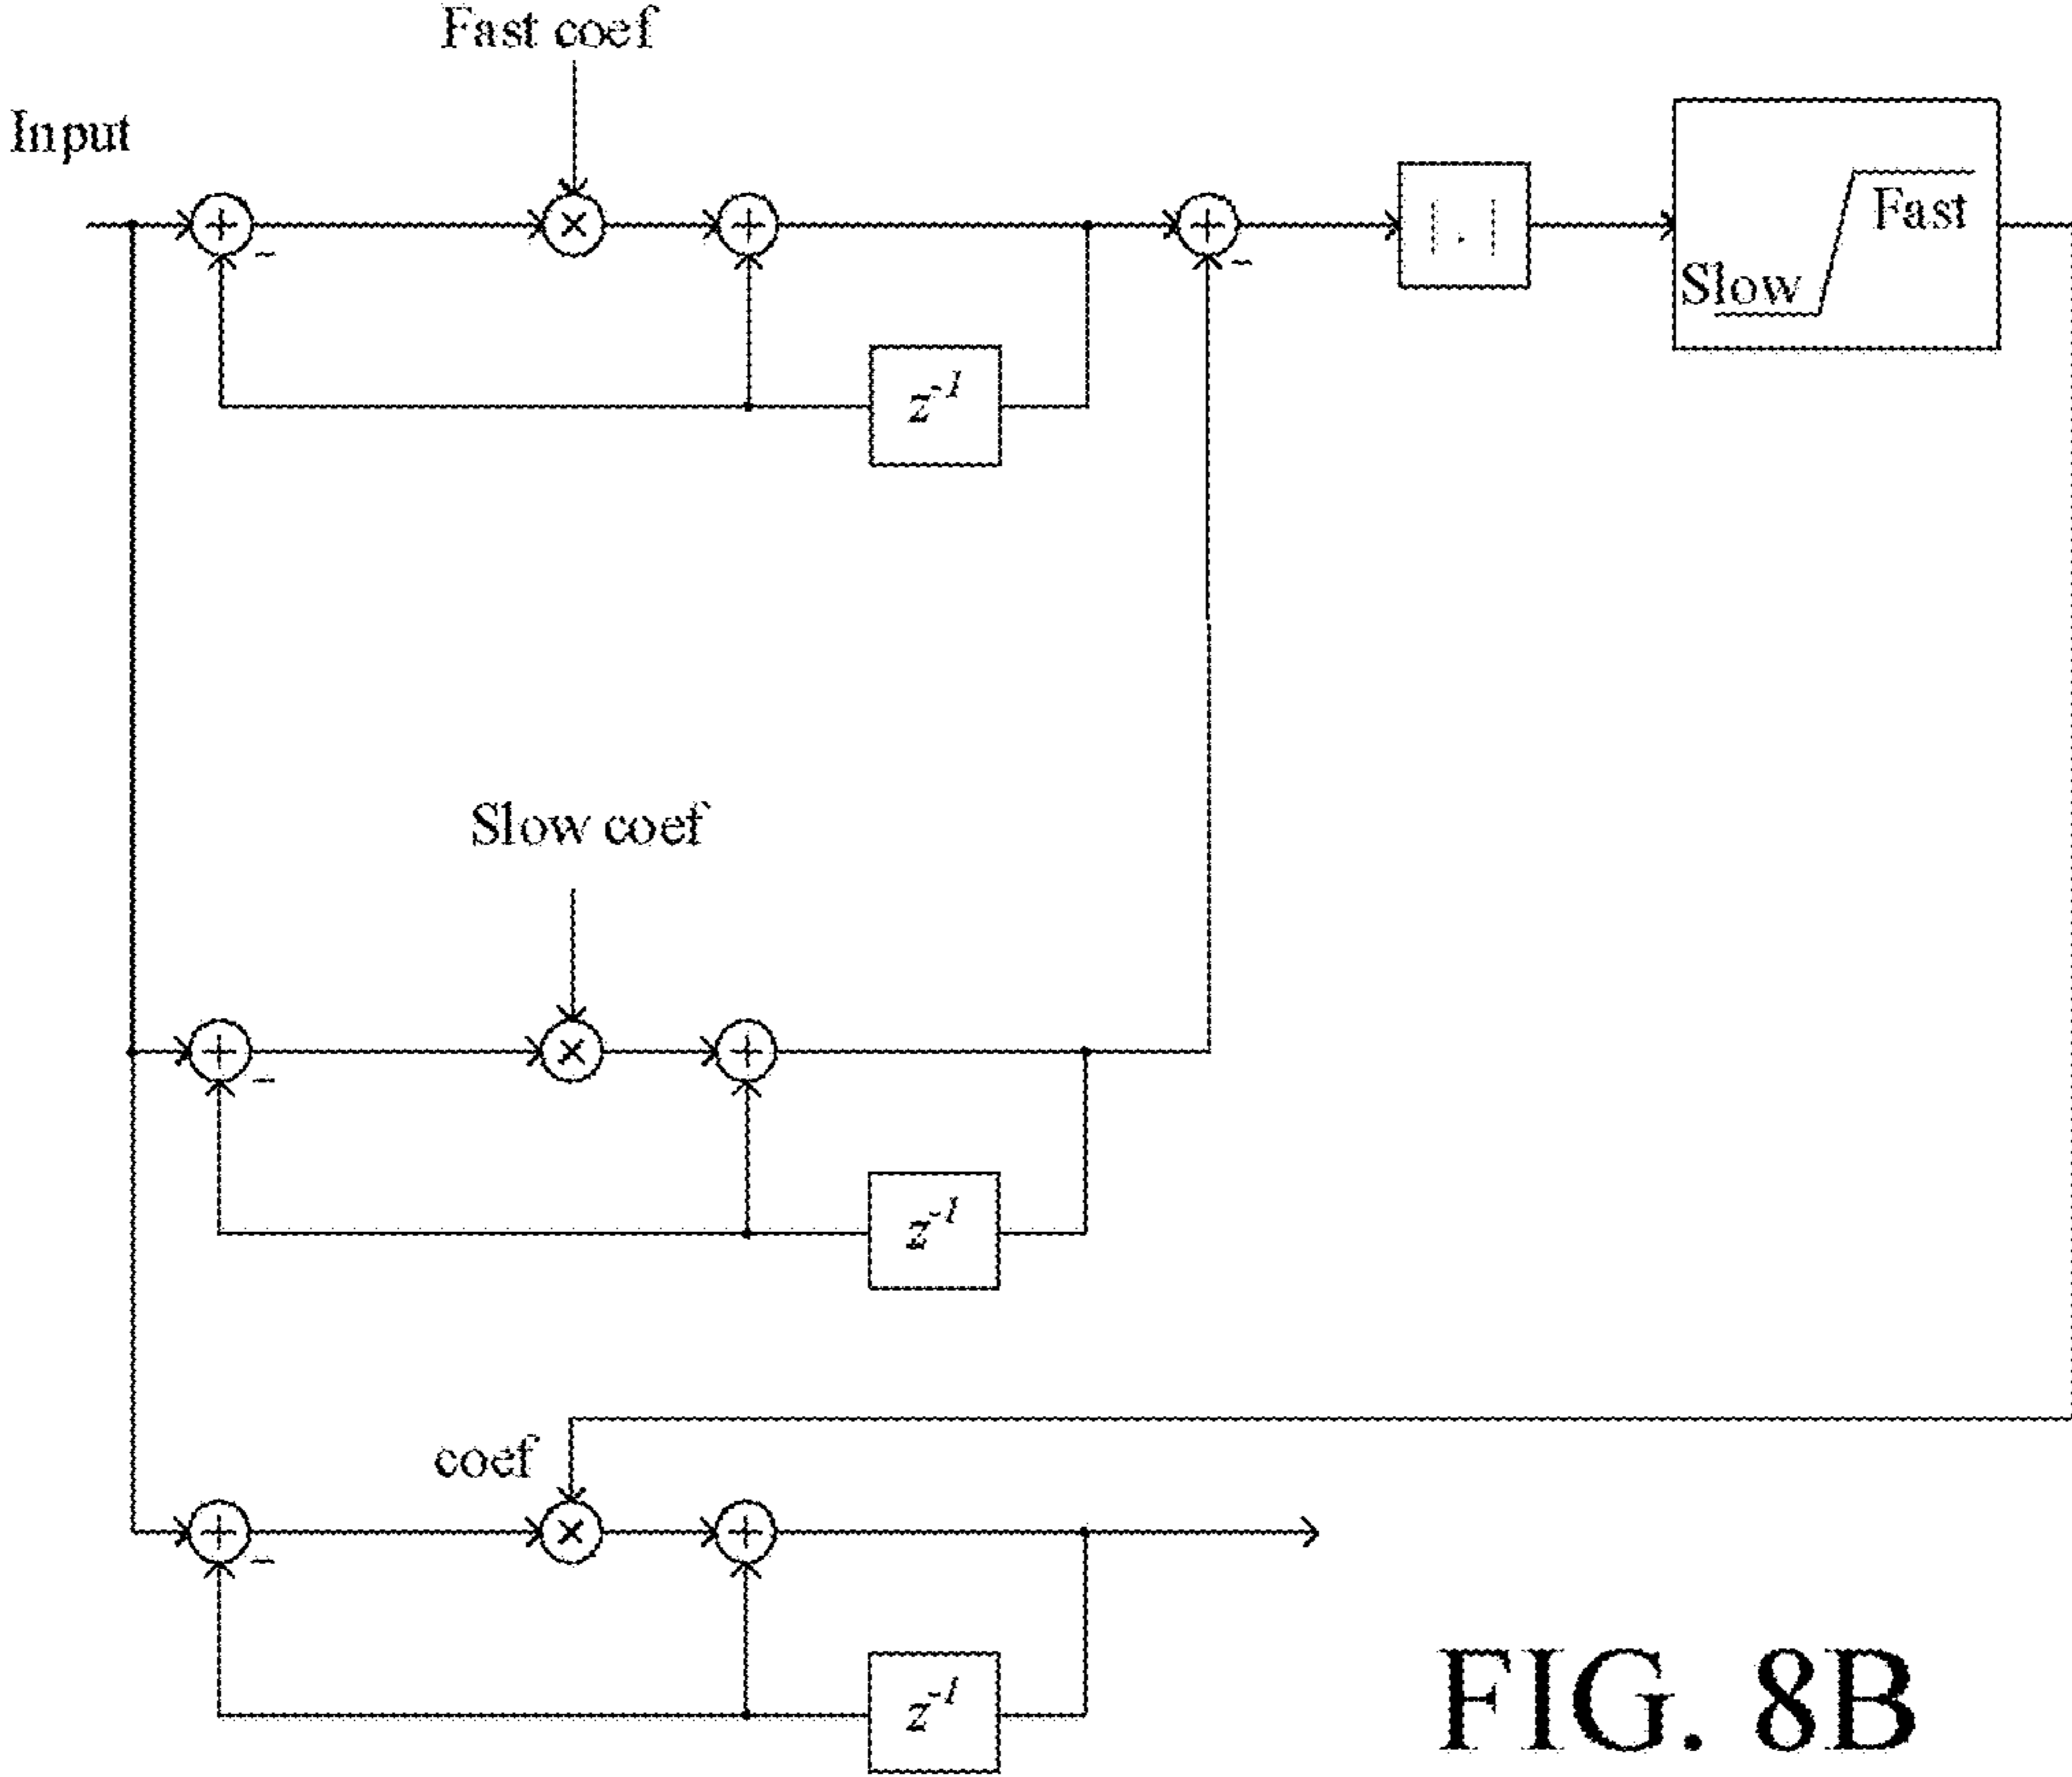 Fast coef
Input
| . |
Fast
Slow
z-1
Slow coef
z-1
coef
z-1
FIG. 8B